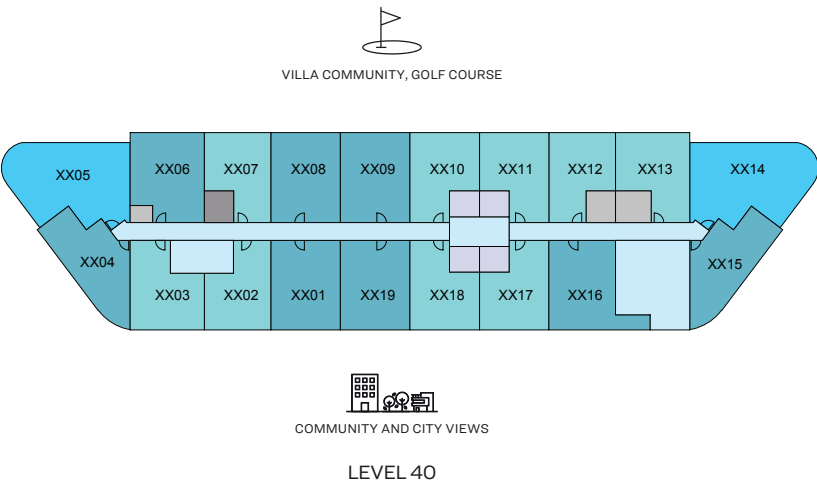 VILLA COMMUNITY, GOLF COURSE
XX05
XX06
XX07
XX08
XX09
XX10
XX11
XX12
XX13
XX14
XX04
XX03
XX02
XX01
XX19
XX18
XX17
XX16
XX15
COMMUNITY AND CITY VIEWS
LEVEL 40